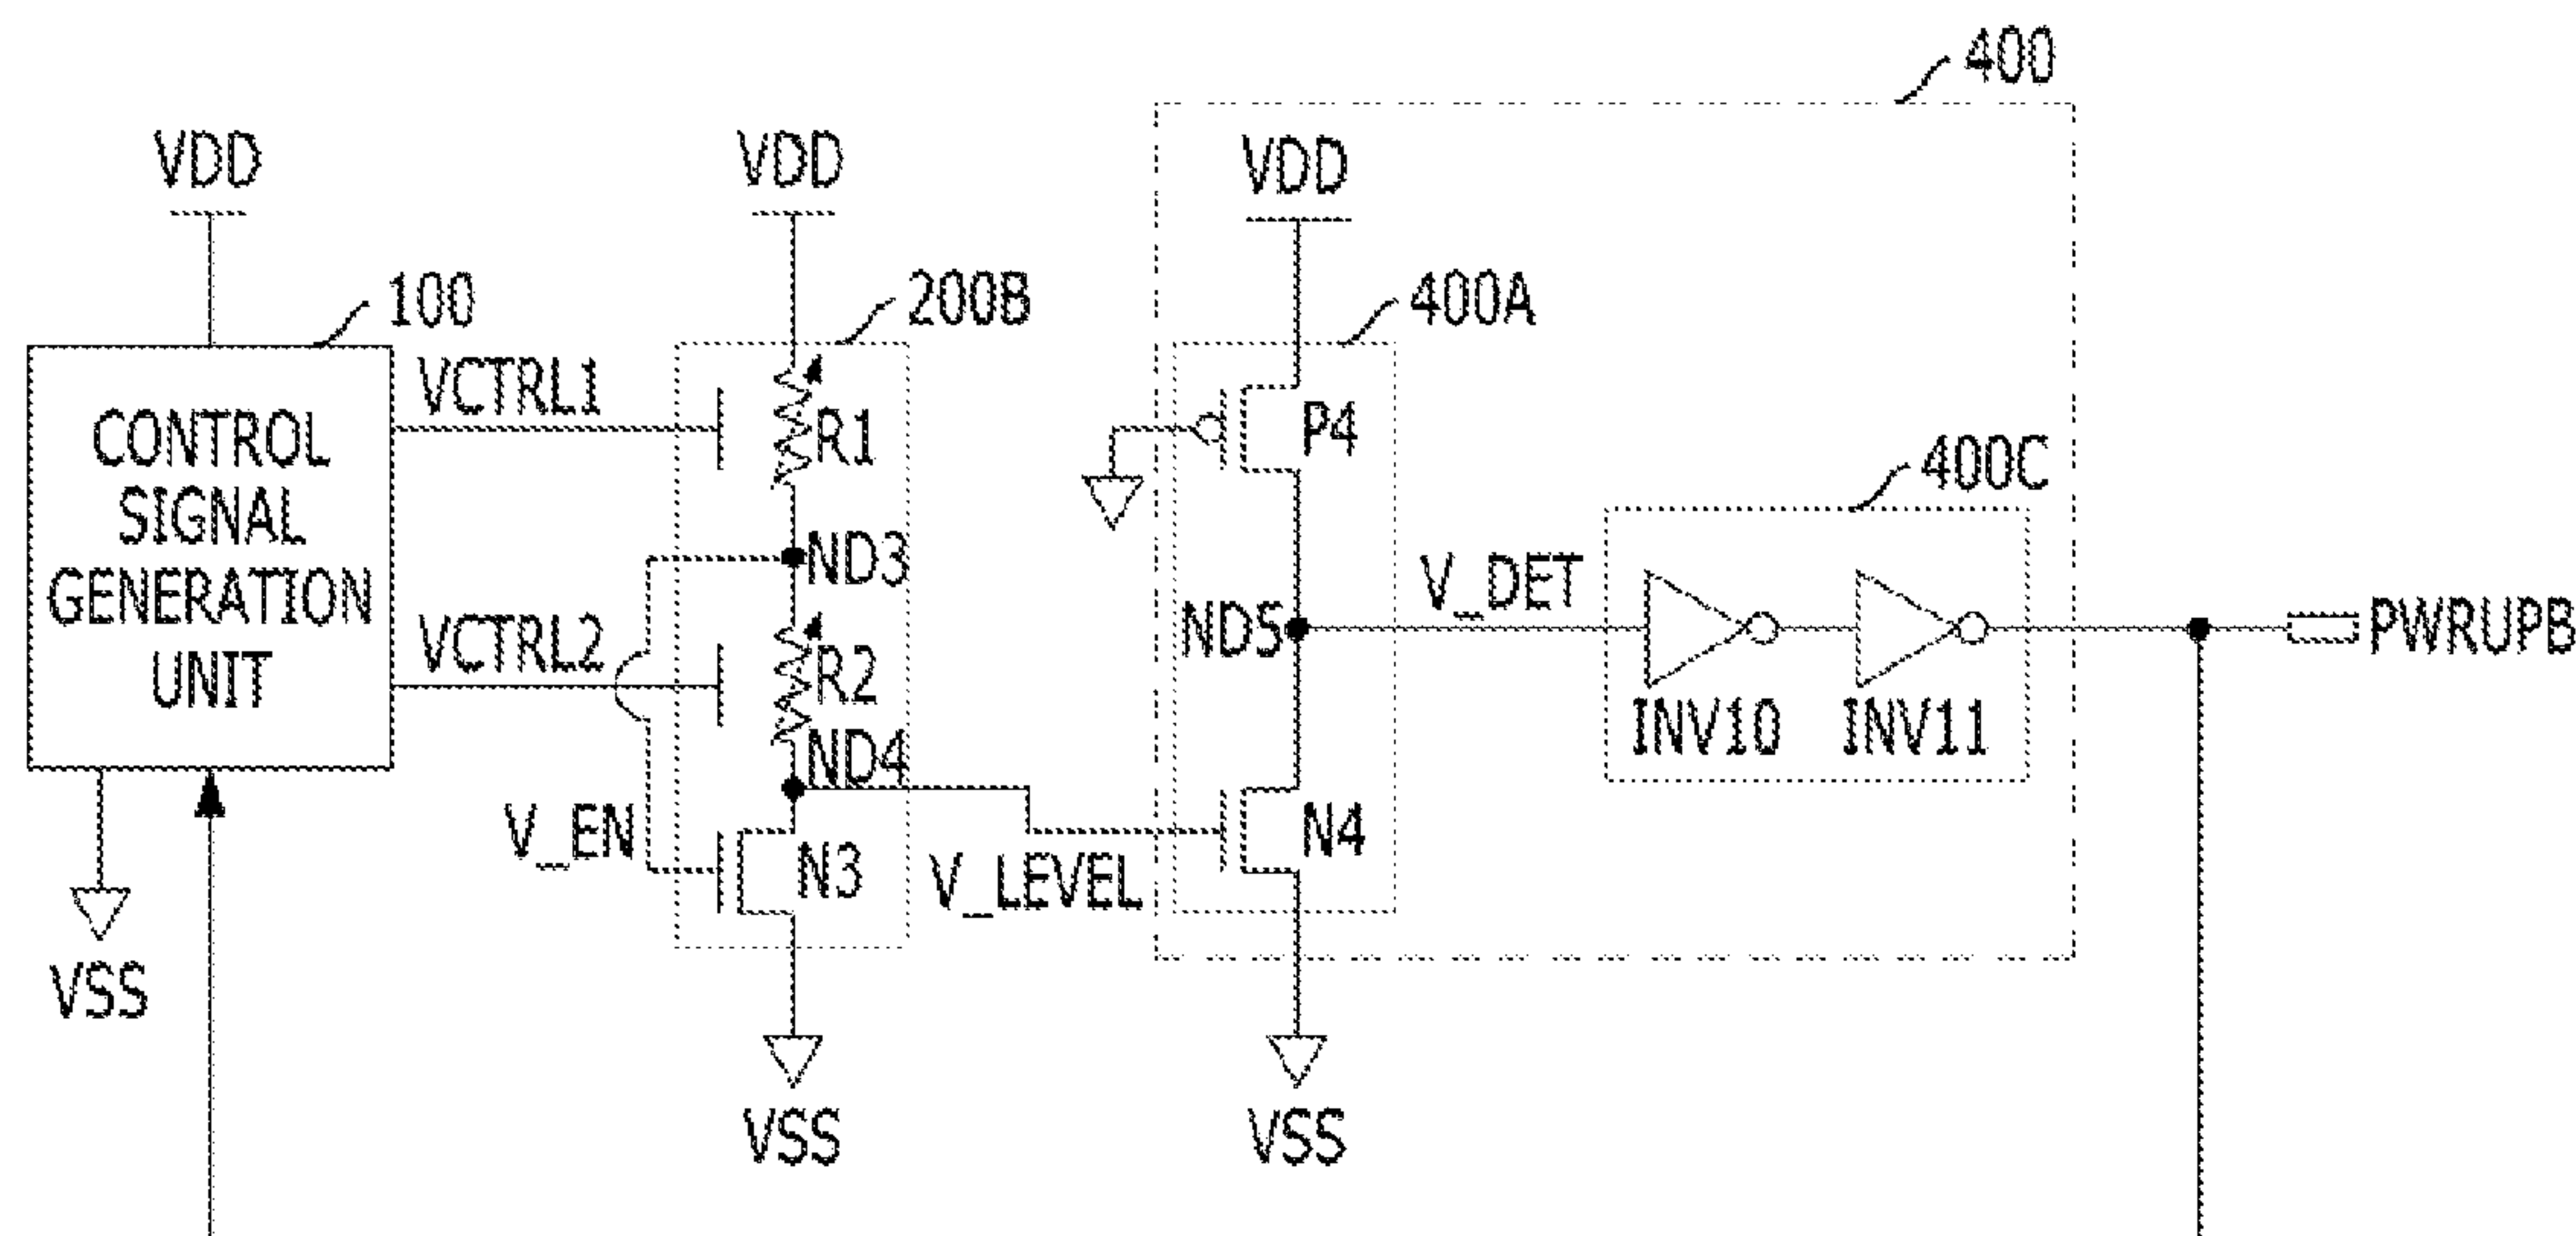 400
VDD
VDD
VDD
100
200B
400A
VCTRL1
R1
P4
CONTROL
SIGNAL
GENERATION
UNIT
400C
ND3
V_DET
ND5
PWRUPB
VCTRL2
R2
INV10
INV11
ND4
V_EN
N3
V_LEVEL
N4
VSS
VSS
VSS